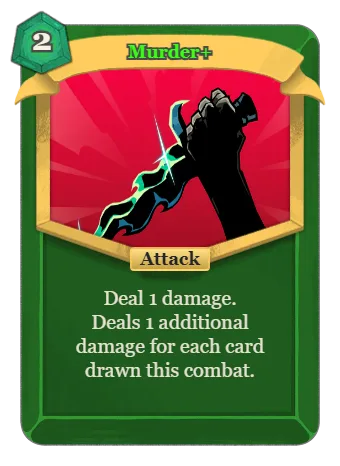 2
Murder+
Attack
Deal 1 damage.
Deals 1 additional
damage for each card
drawn this combat.